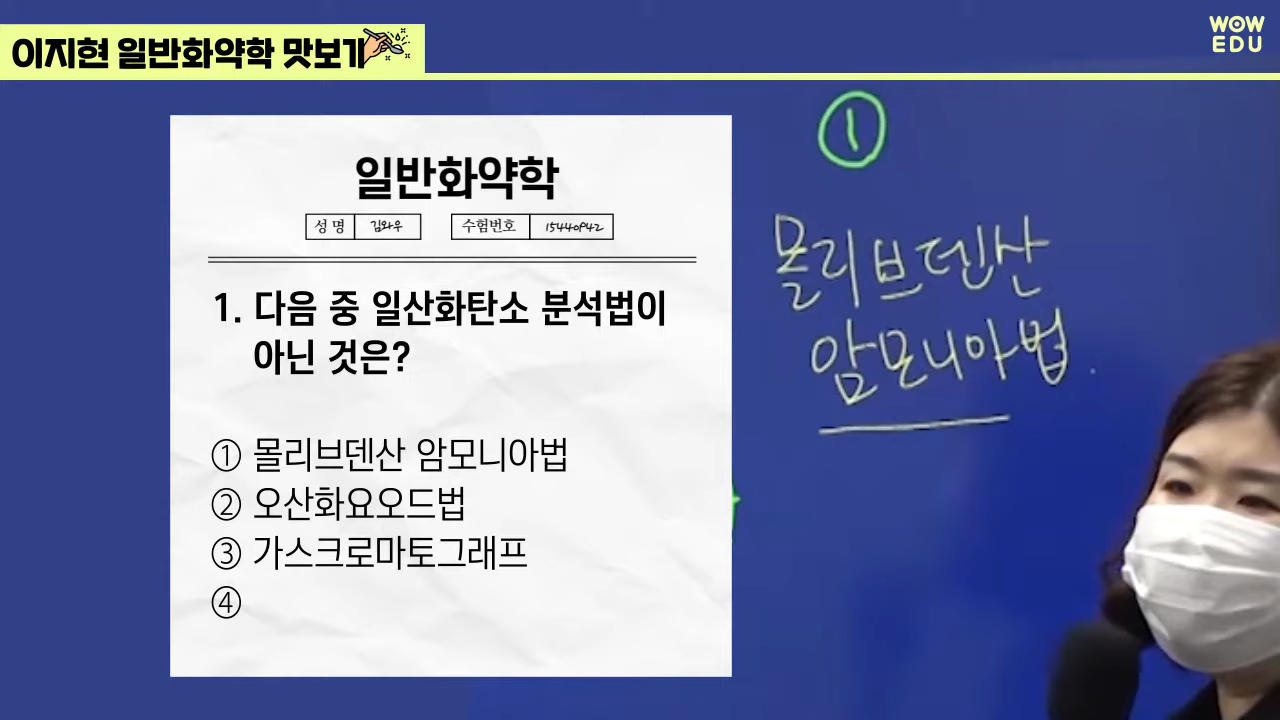 이지현 일반화약학 맛보기
WOW
EDU
일반화약학
성 명 김와우 수험번호 15440942
1. 다음 중 일산화탄소 분석법이
아닌 것은?
① 몰리브덴산 암모니아법
② 오산화요오드법
③ 가스크로마토그래프
④
①
몰리브덴산
암모니아법